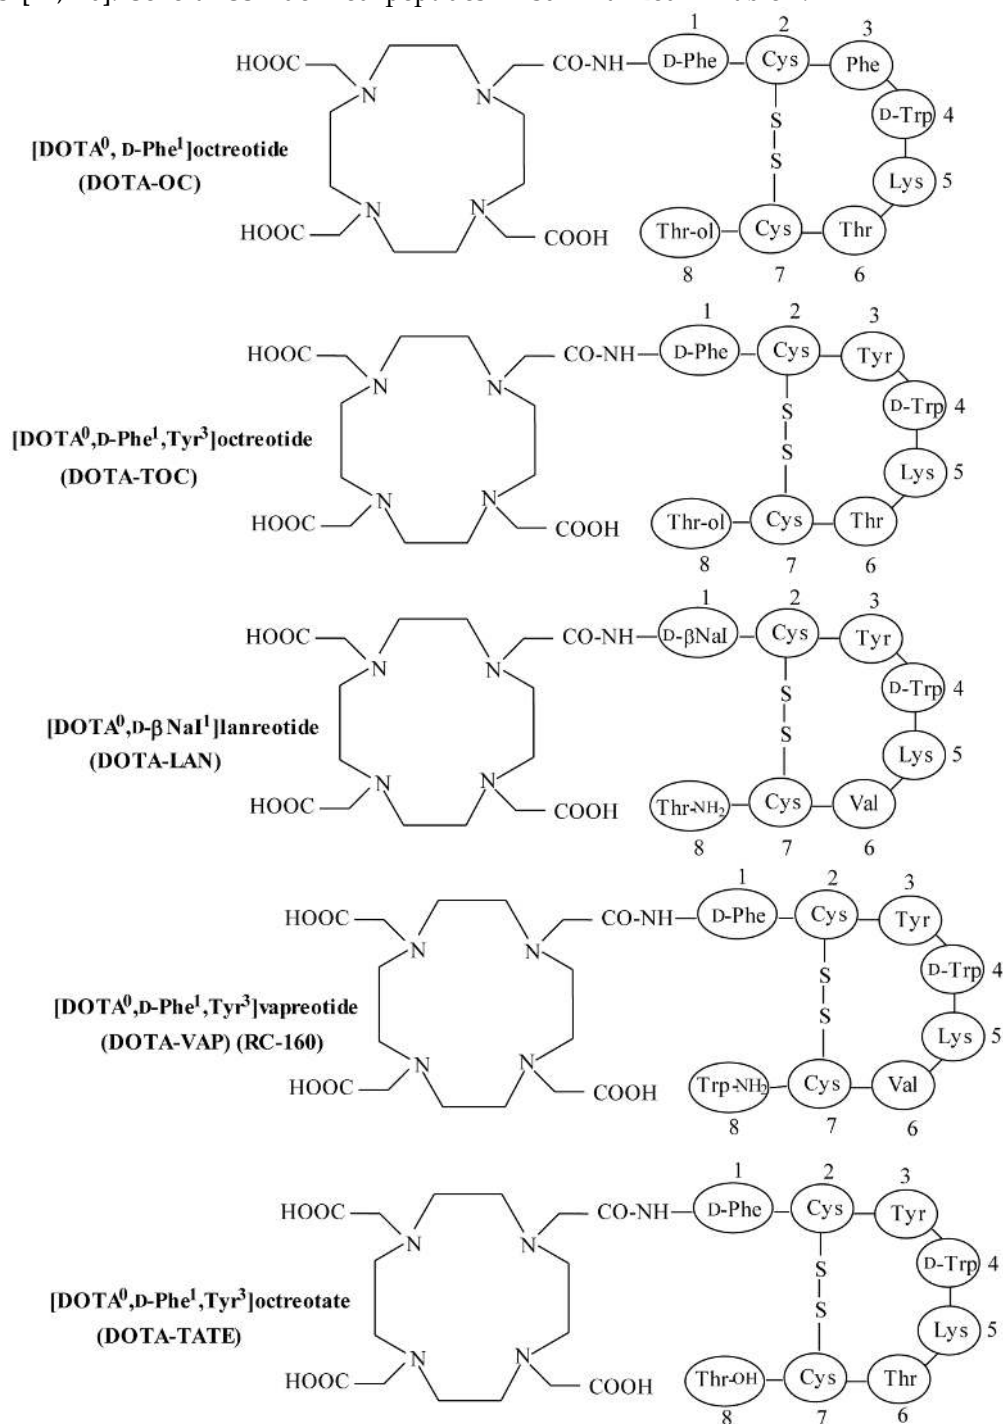 1 2 3
HOOC CO-NH D-Phe Cys Phe
N N
D-Trp 4
S
[DOTA⁰, D-Phe¹]octreotide
S
(DOTA-OC)
Lys 5
N N
HOOC COOH Thr-ol Cys Thr
8 7 6
1 2 3
HOOC CO-NH D-Phe Cys Tyr
N N
D-Trp 4
S
[DOTA⁰,D-Phe¹,Tyr³]octreotide
S
(DOTA-TOC)
Lys 5
N N
HOOC COOH Thr-ol Cys Thr
8 7 6
1 2 3
HOOC CO-NH D-βNaI Cys Tyr
N N
D-Trp 4
S
[DOTA⁰,D-β NaI¹]lanreotide
S
(DOTA-LAN)
Lys 5
N N
HOOC COOH Thr-NH₂ Cys Val
8 7 6
1 2 3
HOOC CO-NH D-Phe Cys Tyr
N N
D-Trp 4
S
[DOTA⁰,D-Phe¹,Tyr³]vapreotide
S
(DOTA-VAP) (RC-160)
Lys 5
N N
HOOC COOH Trp-NH₂ Cys Val
8 7 6
1 2 3
HOOC CO-NH D-Phe Cys Tyr
N N
D-Trp 4
S
[DOTA⁰,D-Phe¹,Tyr³]octreotate
S
(DOTA-TATE)
Lys 5
N N
HOOC COOH Thr-OH Cys Thr
8 7 6